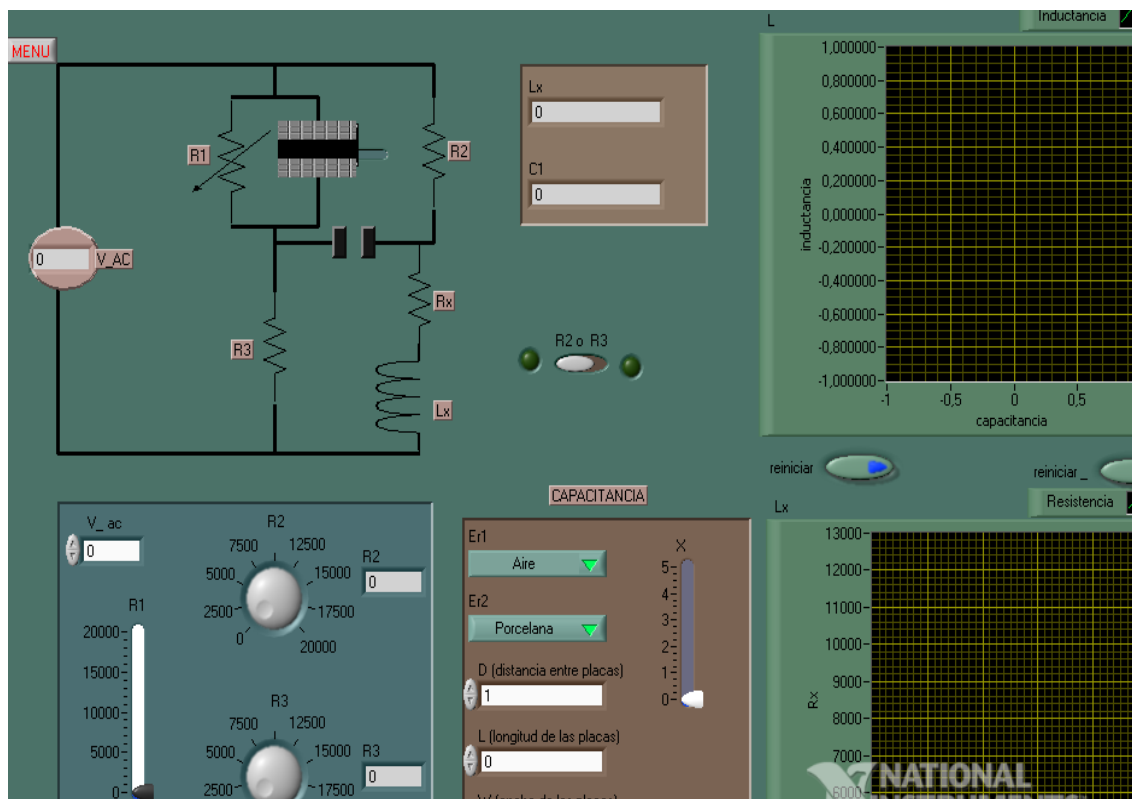 MENU
R1
R2
0
V_AC
R3
Rx
Lx
Lx
0
C1
0
R2 o R3
L
Inductancia
1,000000
0,800000
0,600000
0,400000
0,200000
0,000000
-0,200000
-0,400000
-0,600000
-0,800000
-1,000000
inductancia
-1
-0,5
0
0,5
capacitancia
reiniciar
reiniciar_
V_ ac
0
R2
0
2500
5000
7500
12500
15000
17500
20000
R2
0
R1
20000
15000
10000
5000
0
R3
2500
5000
7500
12500
15000
17500
R3
0
CAPACITANCIA
Er1
Aire
Er2
Porcelana
D (distancia entre placas)
1
L (longitud de las placas)
0
X
5
4
3
2
1
0
Lx
Resistencia
13000
12000
11000
10000
9000
8000
7000
6000
Rx
NATIONAL